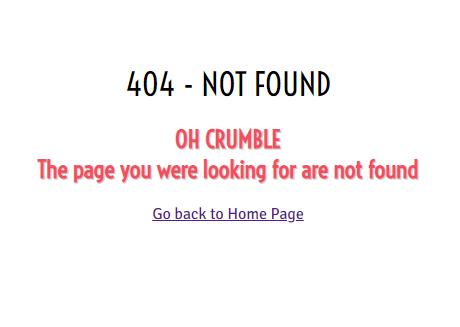 404 - NOT FOUND
OH CRUMBLE
The page you were looking for are not found
Go back to Home Page